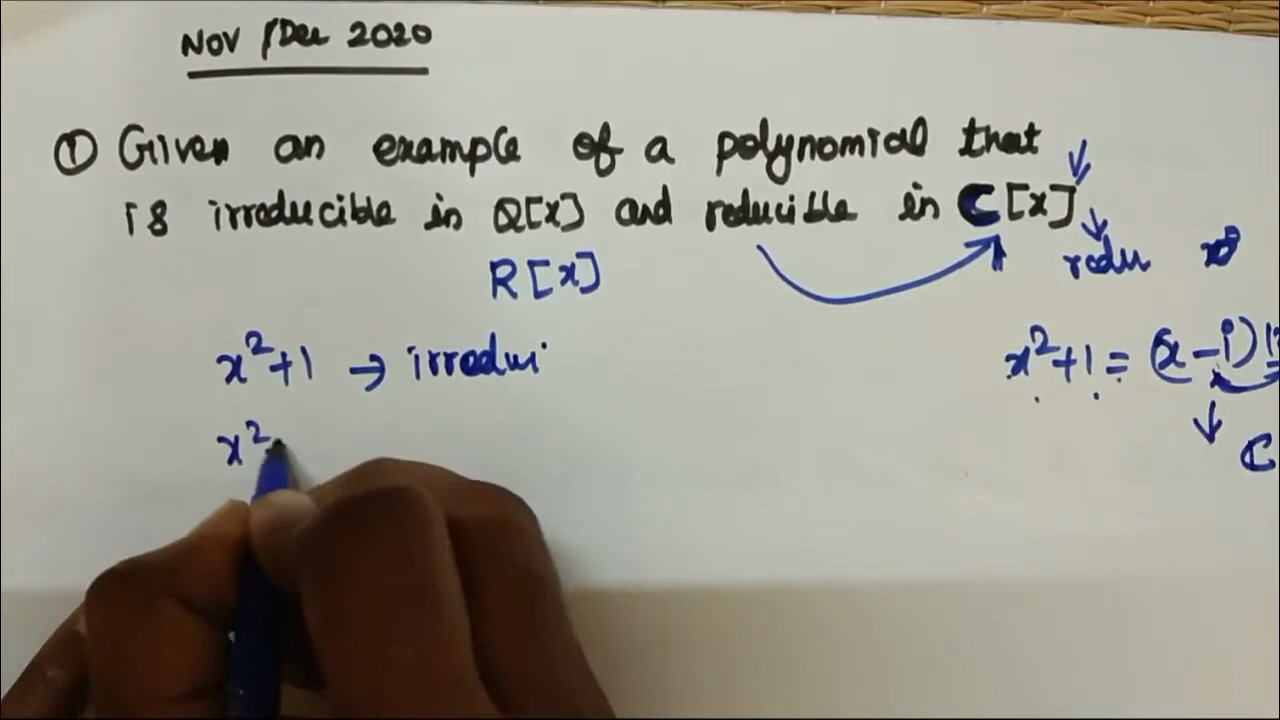 Nov / Dec 2020
① Given an example of a polynomial that
is irreducible in Q[x] and reducible in C[x]
R[x]
redu
x²+1 → irredui
x²+1 = (x-i)(
x²
C